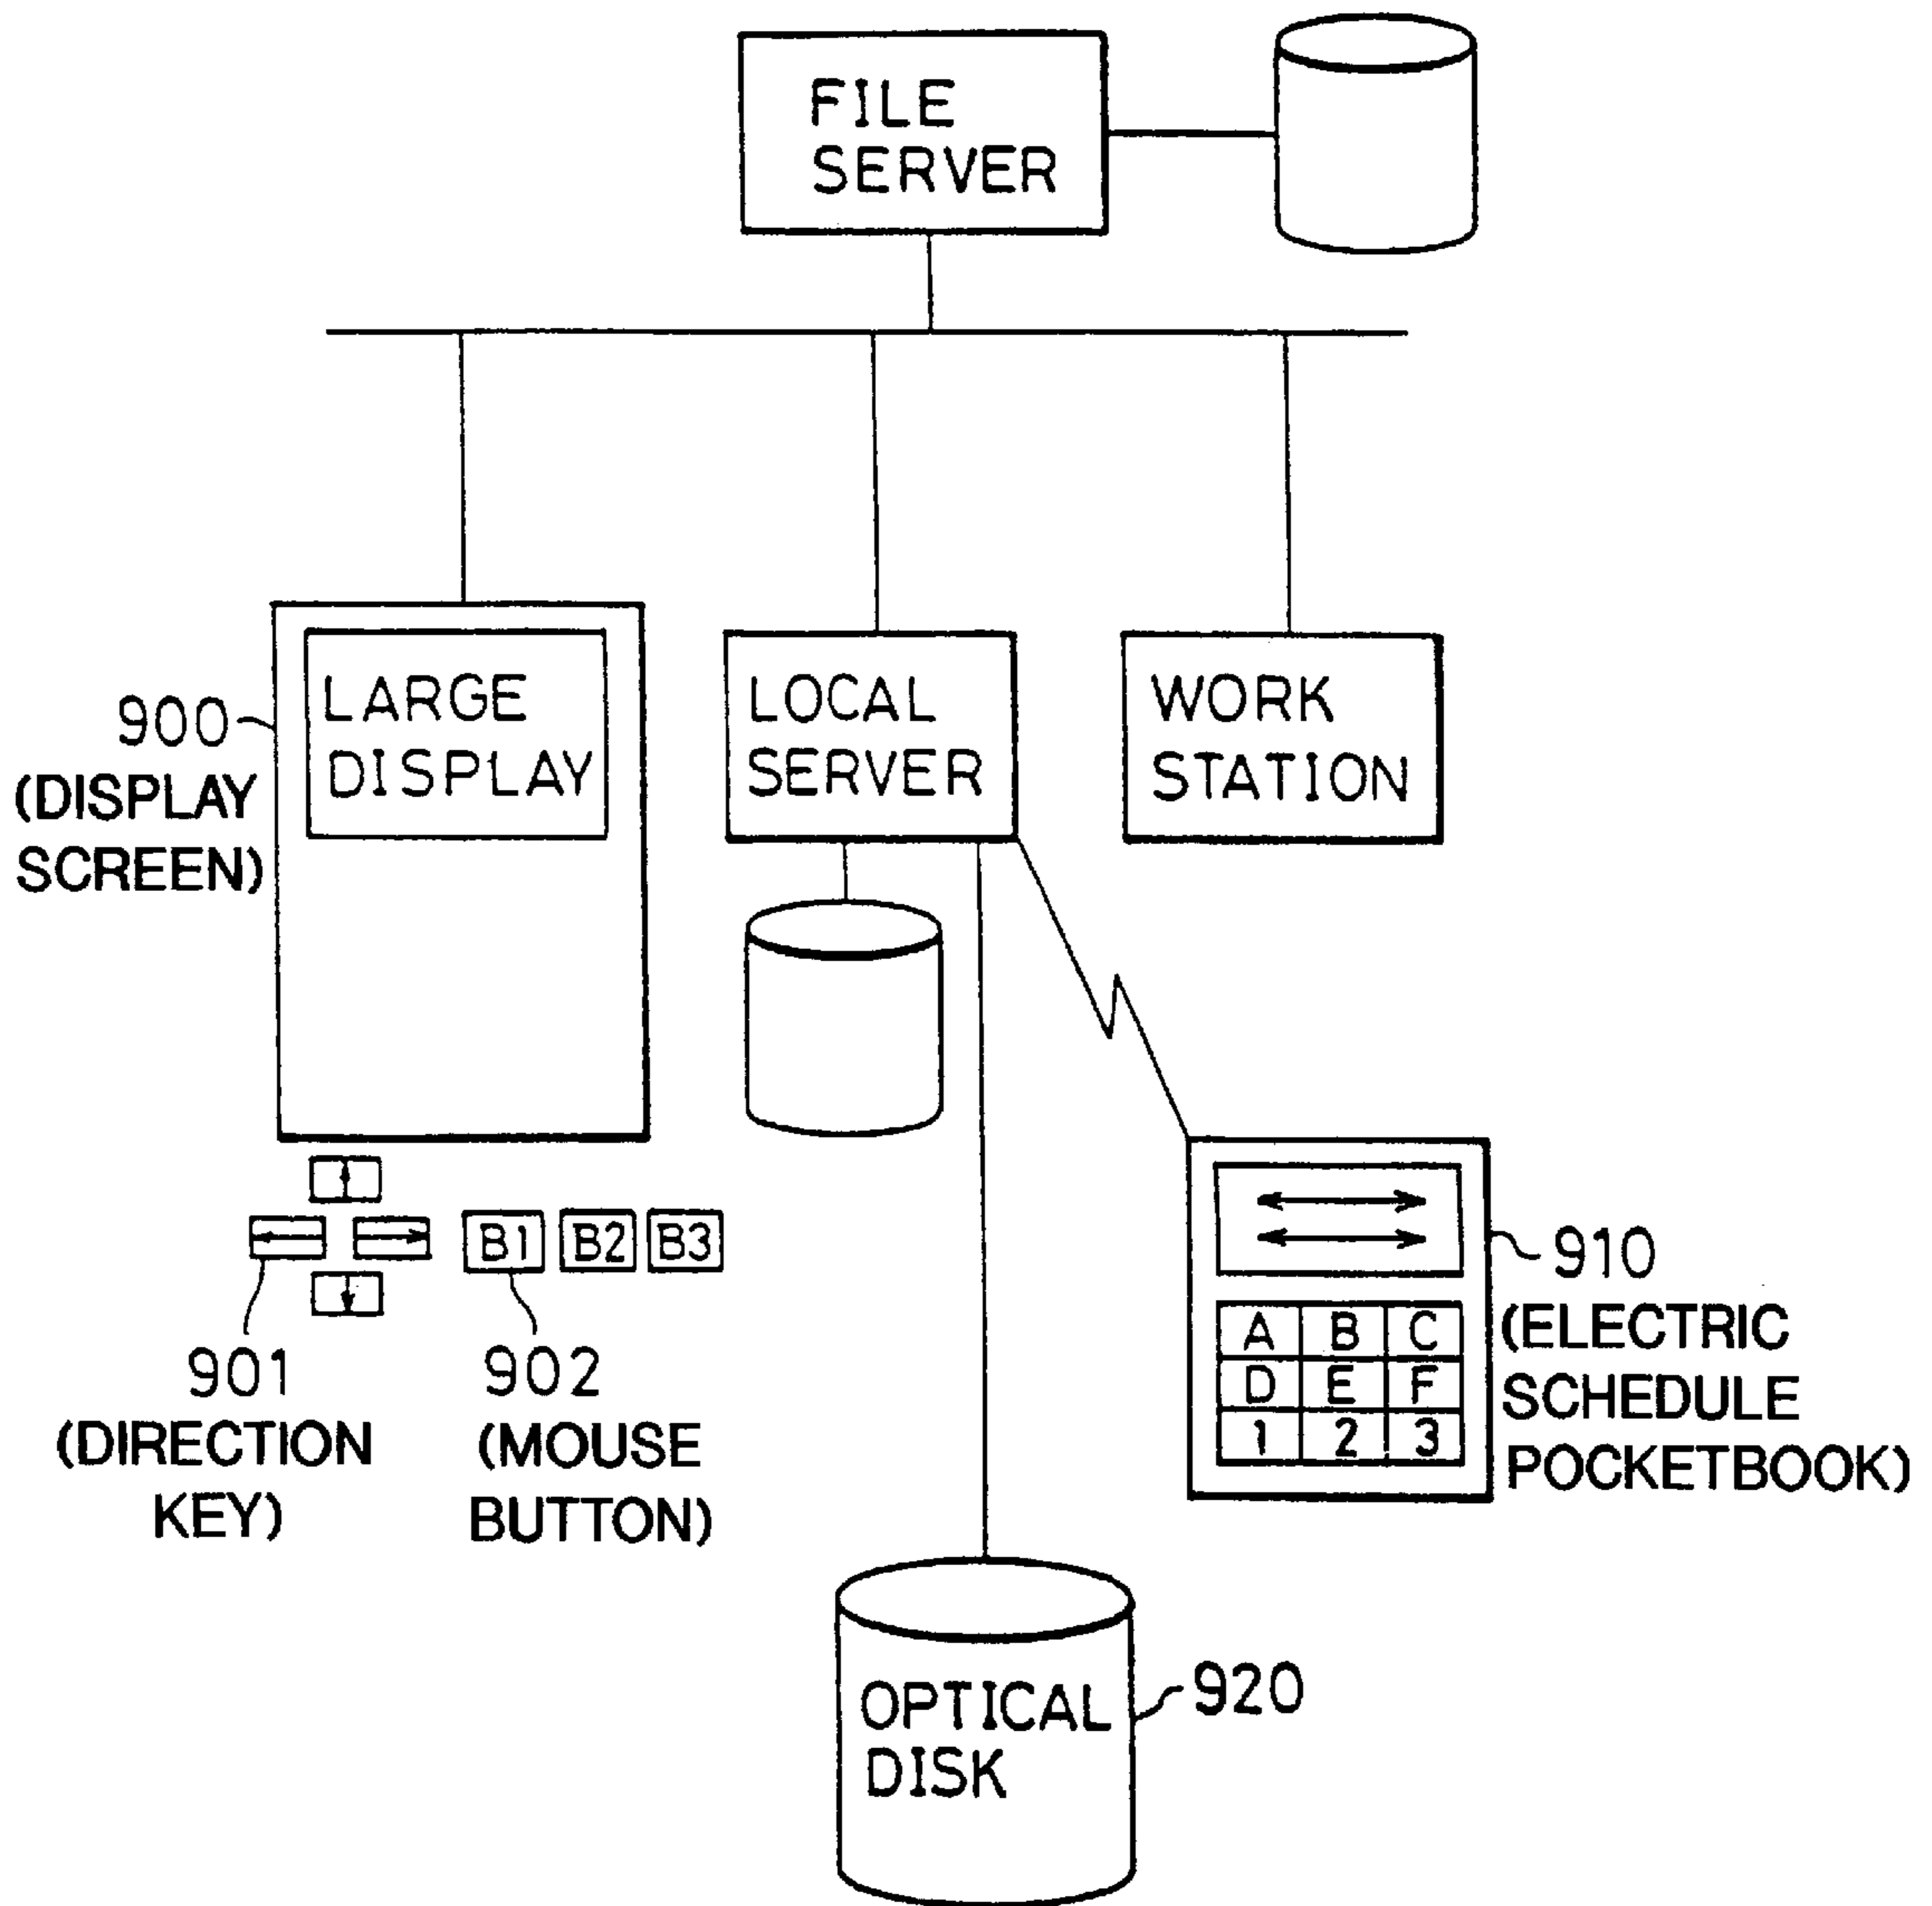 FILE
SERVER
LARGE
DISPLAY
LOCAL
SERVER
WORK
STATION
900
(DISPLAY
SCREEN)
B1 B2 B3
901
(DIRECTION
KEY)
902
(MOUSE
BUTTON)
A B C
D E F
1 2 3
910
(ELECTRIC
SCHEDULE
POCKETBOOK)
OPTICAL
DISK
920